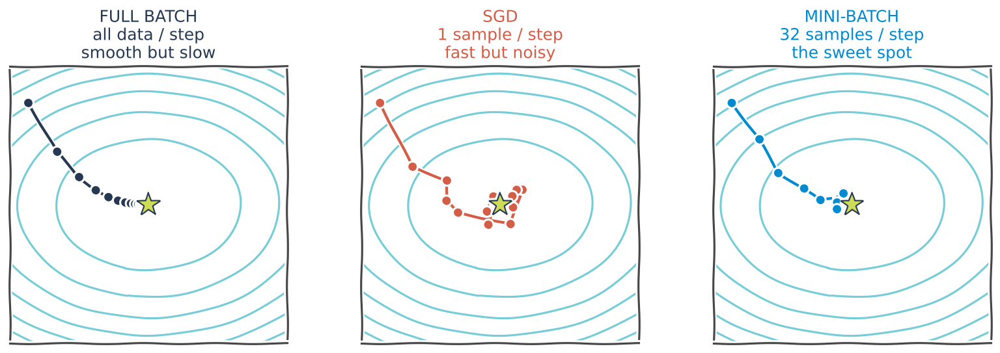 FULL BATCH
all data / step
smooth but slow
SGD
1 sample / step
fast but noisy
MINI-BATCH
32 samples / step
the sweet spot